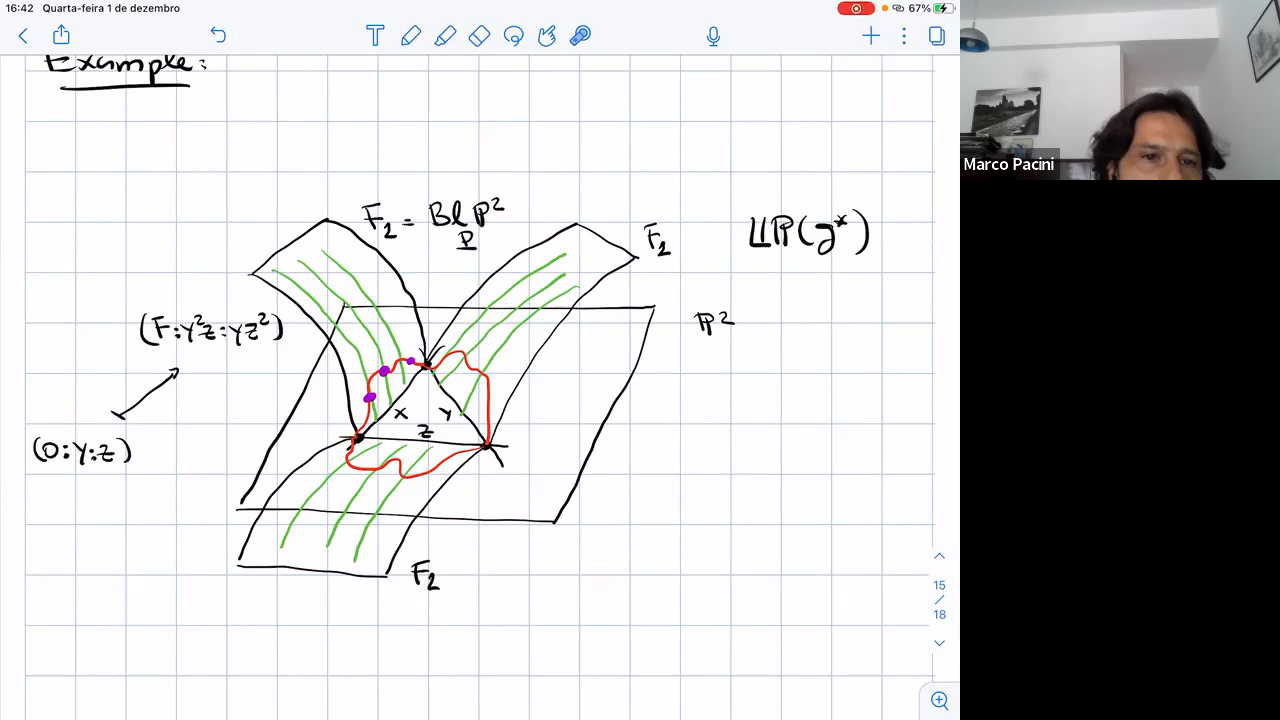 16:42 Quarta-feira 1 de dezembro
67%
Example:
F₂ = Bl P²
P
F₂
⊔P(g*)
(F:Y²Z:YZ²)
P²
X
Y
Z
(0:Y:Z)
F₂
15
/
18
Marco Pacini